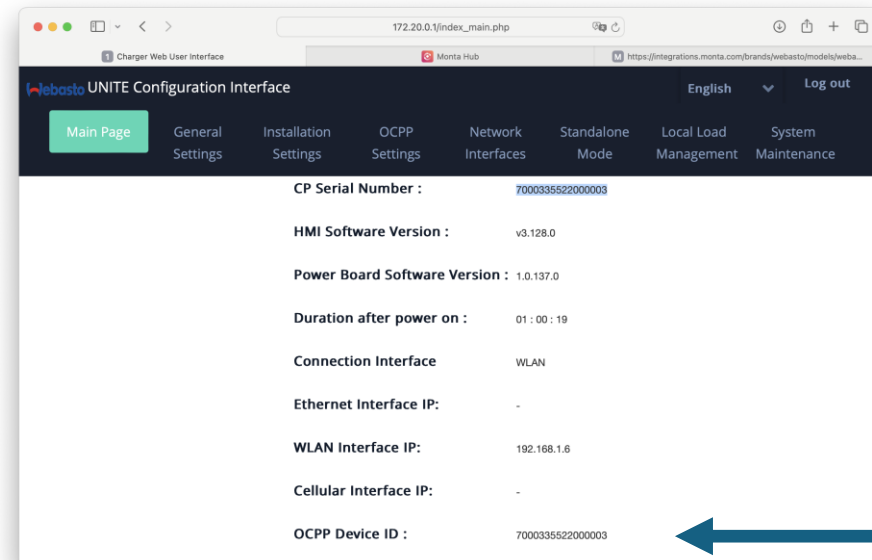 172.20.0.1/index_main.php
1 Charger Web User Interface
Monta Hub
M https://integrations.monta.com/brands/webasto/models/weba...
Webasto UNITE Configuration Interface
English
Log out
Main Page
General Settings
Installation Settings
OCPP Settings
Network Interfaces
Standalone Mode
Local Load Management
System Maintenance
CP Serial Number : 7000335522000003
HMI Software Version : v3.128.0
Power Board Software Version : 1.0.137.0
Duration after power on : 01 : 00 : 19
Connection Interface WLAN
Ethernet Interface IP: -
WLAN Interface IP: 192.168.1.6
Cellular Interface IP: -
OCPP Device ID : 7000335522000003